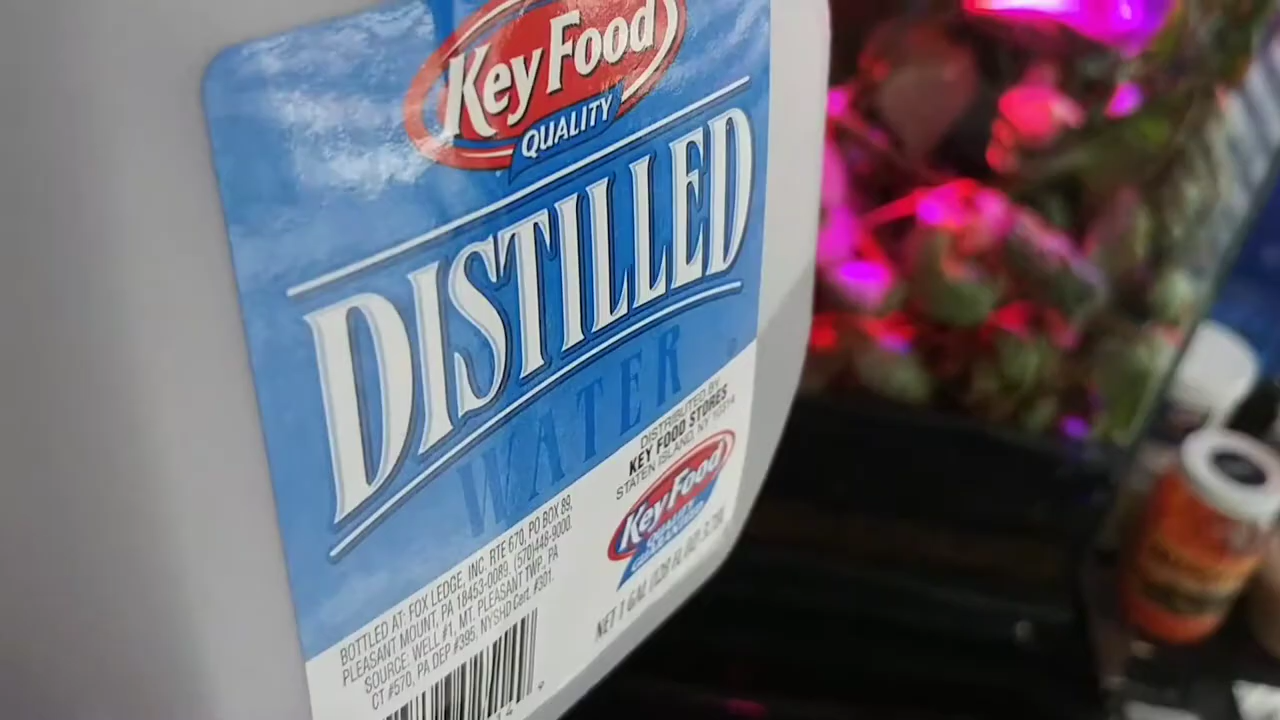 Key Food
QUALITY
DISTILLED
WATER
DISTRIBUTED BY
KEY FOOD STORES
STATEN ISLAND, NY 10314
Key Food
QUALITY
NET 1 GAL (128 FL OZ) 3.78L
BOTTLED AT: FOX LEDGE, INC. RTE 670, PO BOX 89,
PLEASANT MOUNT, PA 18453-0089. (570)448-9000.
SOURCE: WELL #1, MT. PLEASANT TWP., PA
CT #570, PA DEP #395, NYSHD Cert. #301.